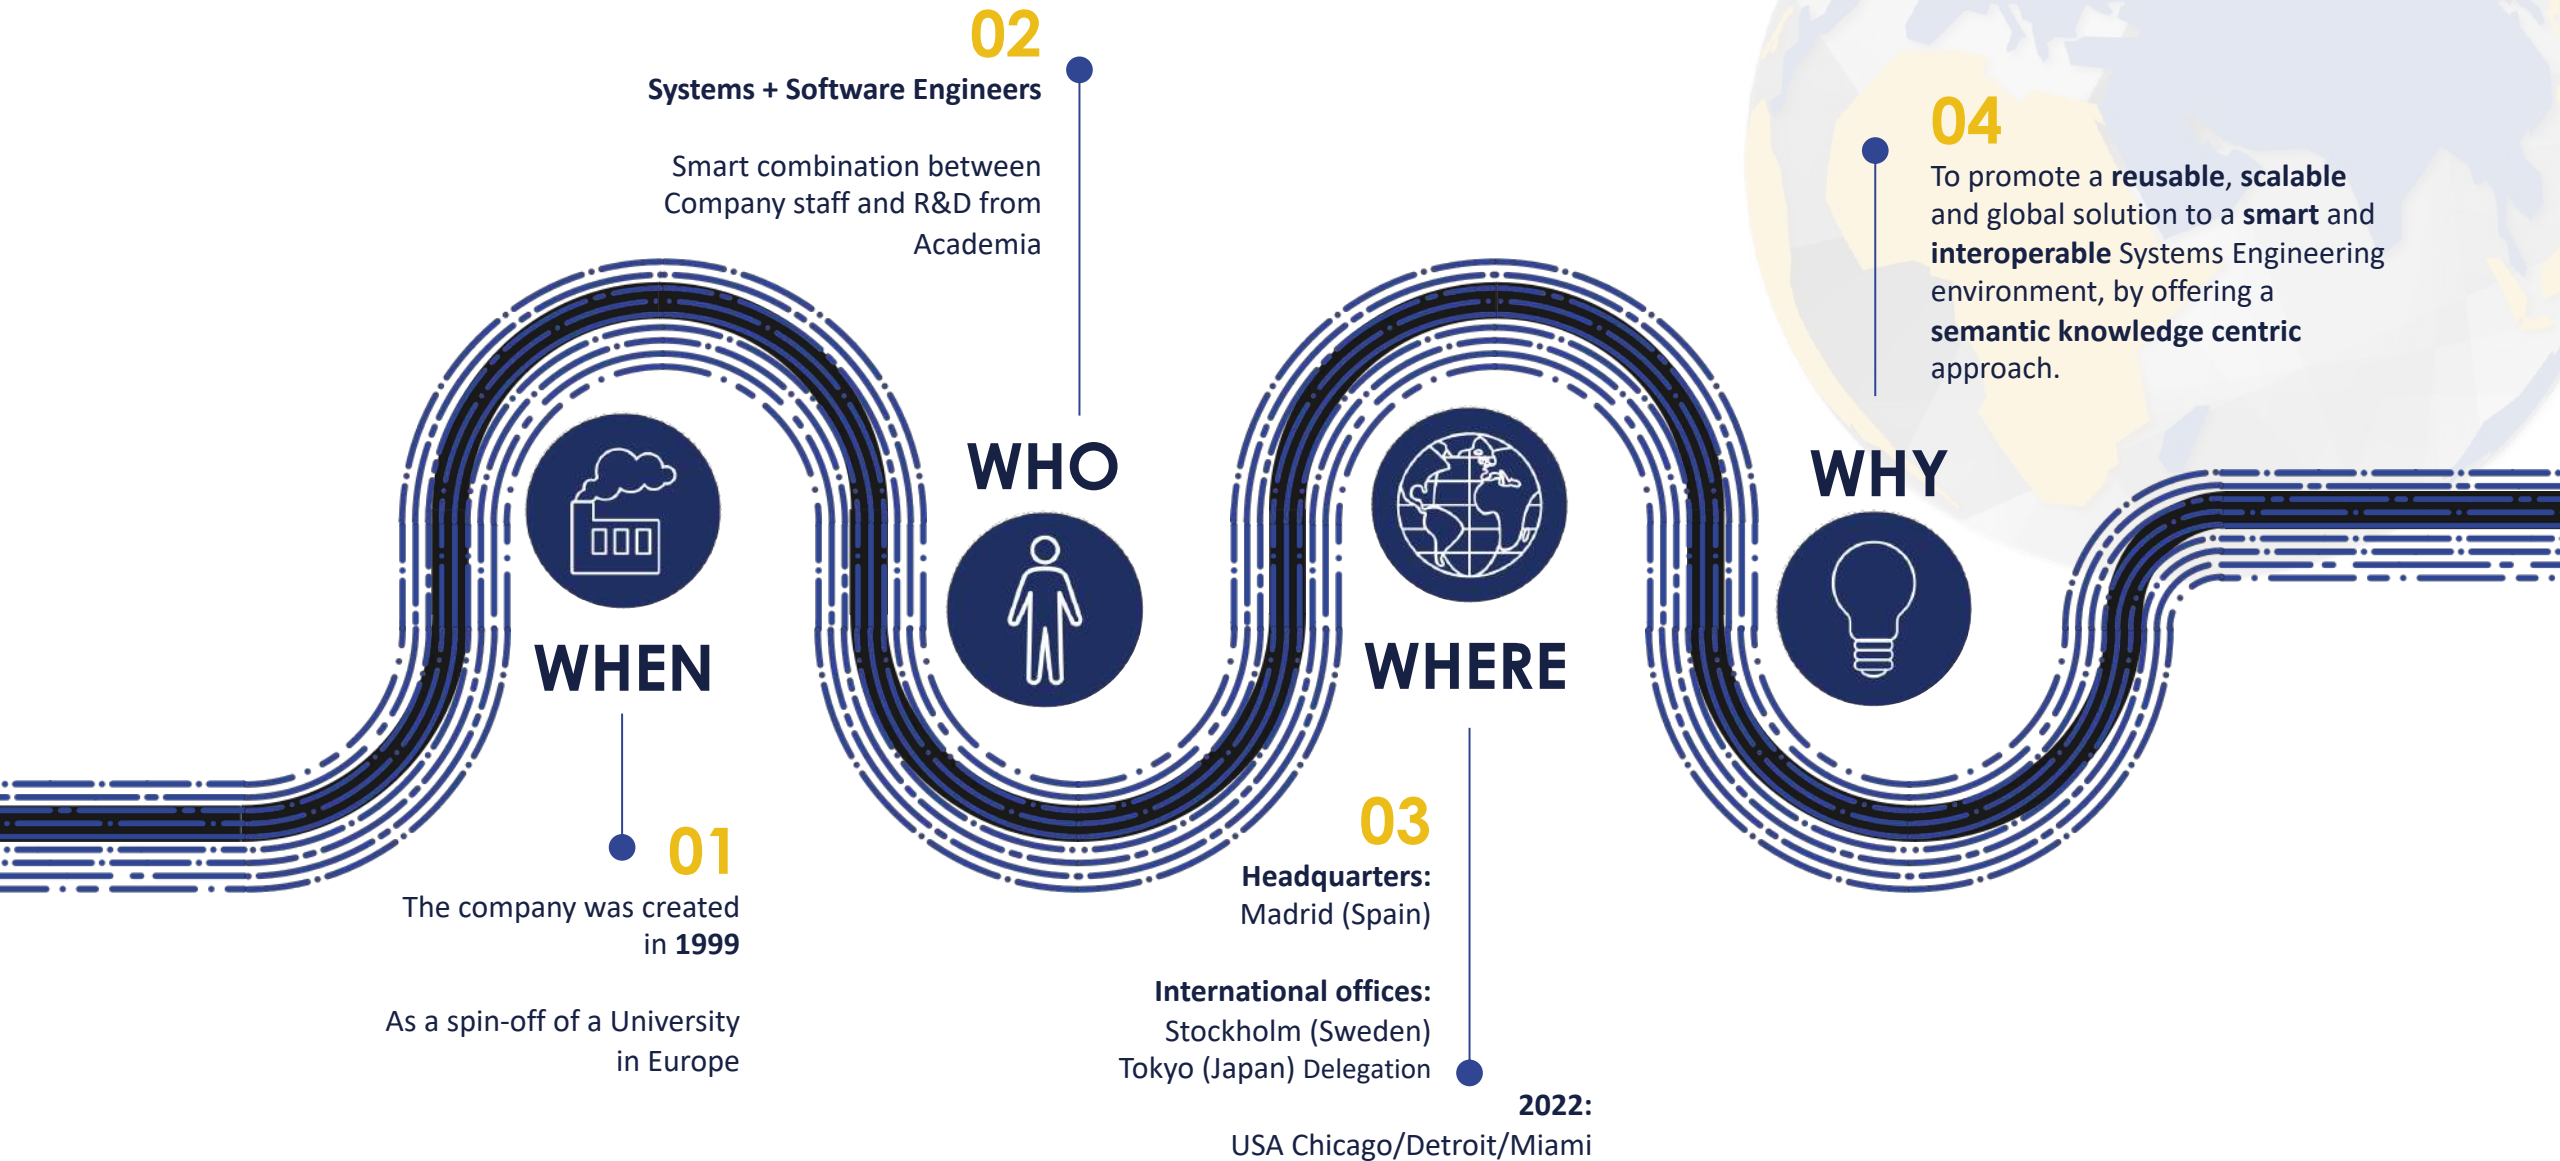 WHEN
01
The company was created
in 1999
As a spin-off of a University
in Europe
02
Systems + Software Engineers
Smart combination between
Company staff and R&D from
Academia
WHO
WHERE
03
Headquarters:
Madrid (Spain)
International offices:
Stockholm (Sweden)
Tokyo (Japan) Delegation
2022:
USA Chicago/Detroit/Miami
04
To promote a reusable, scalable
and global solution to a smart and
interoperable Systems Engineering
environment, by offering a
semantic knowledge centric
approach.
WHY